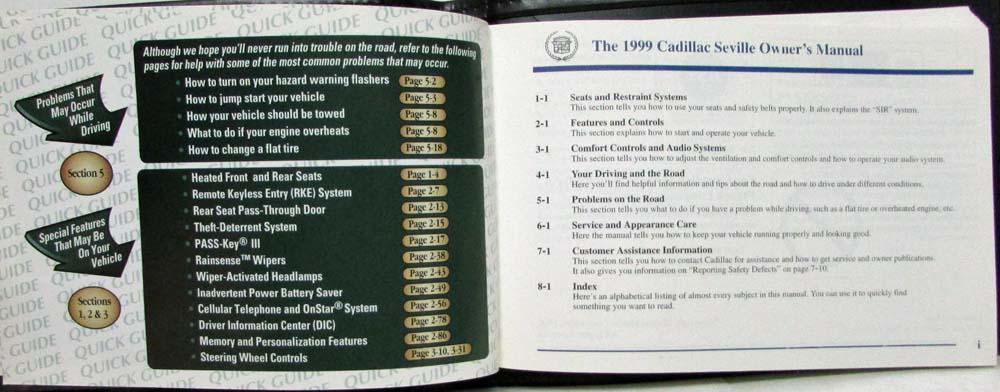 Although we hope you'll never run into trouble on the road, refer to the following
pages for help with some of the most common problems that may occur.
Problems That
May Occur
While
Driving
Section 5
How to turn on your hazard warning flashers Page 5-2
How to jump start your vehicle Page 5-3
How your vehicle should be towed Page 5-8
What to do if your engine overheats Page 5-8
How to change a flat tire Page 5-18
Special Features
That May Be
On Your
Vehicle
Sections
1, 2 & 3
Heated Front and Rear Seats Page 1-4
Remote Keyless Entry (RKE) System Page 2-7
Rear Seat Pass-Through Door Page 2-13
Theft-Deterrent System Page 2-15
PASS-Key® III Page 2-17
Rainsense™ Wipers Page 2-38
Wiper-Activated Headlamps Page 2-43
Inadvertent Power Battery Saver Page 2-49
Cellular Telephone and OnStar® System Page 2-56
Driver Information Center (DIC) Page 2-78
Memory and Personalization Features Page 2-86
Steering Wheel Controls Page 3-10, 3-31
QUICK GUIDE QUICK GUIDE QUICK GUIDE
The 1999 Cadillac Seville Owner's Manual
1-1 Seats and Restraint Systems
This section tells you how to use your seats and safety belts properly. It also explains the "SIR" system.
2-1 Features and Controls
This section explains how to start and operate your vehicle.
3-1 Comfort Controls and Audio Systems
This section tells you how to adjust the ventilation and comfort controls and how to operate your audio system.
4-1 Your Driving and the Road
Here you'll find helpful information and tips about the road and how to drive under different conditions.
5-1 Problems on the Road
This section tells you what to do if you have a problem while driving, such as a flat tire or overheated engine, etc.
6-1 Service and Appearance Care
Here the manual tells you how to keep your vehicle running properly and looking good.
7-1 Customer Assistance Information
This section tells you how to contact Cadillac for assistance and how to get service and owner publications.
It also gives you information on "Reporting Safety Defects" on page 7-10.
8-1 Index
Here's an alphabetical listing of almost every subject in this manual. You can use it to quickly find
something you want to read.
i